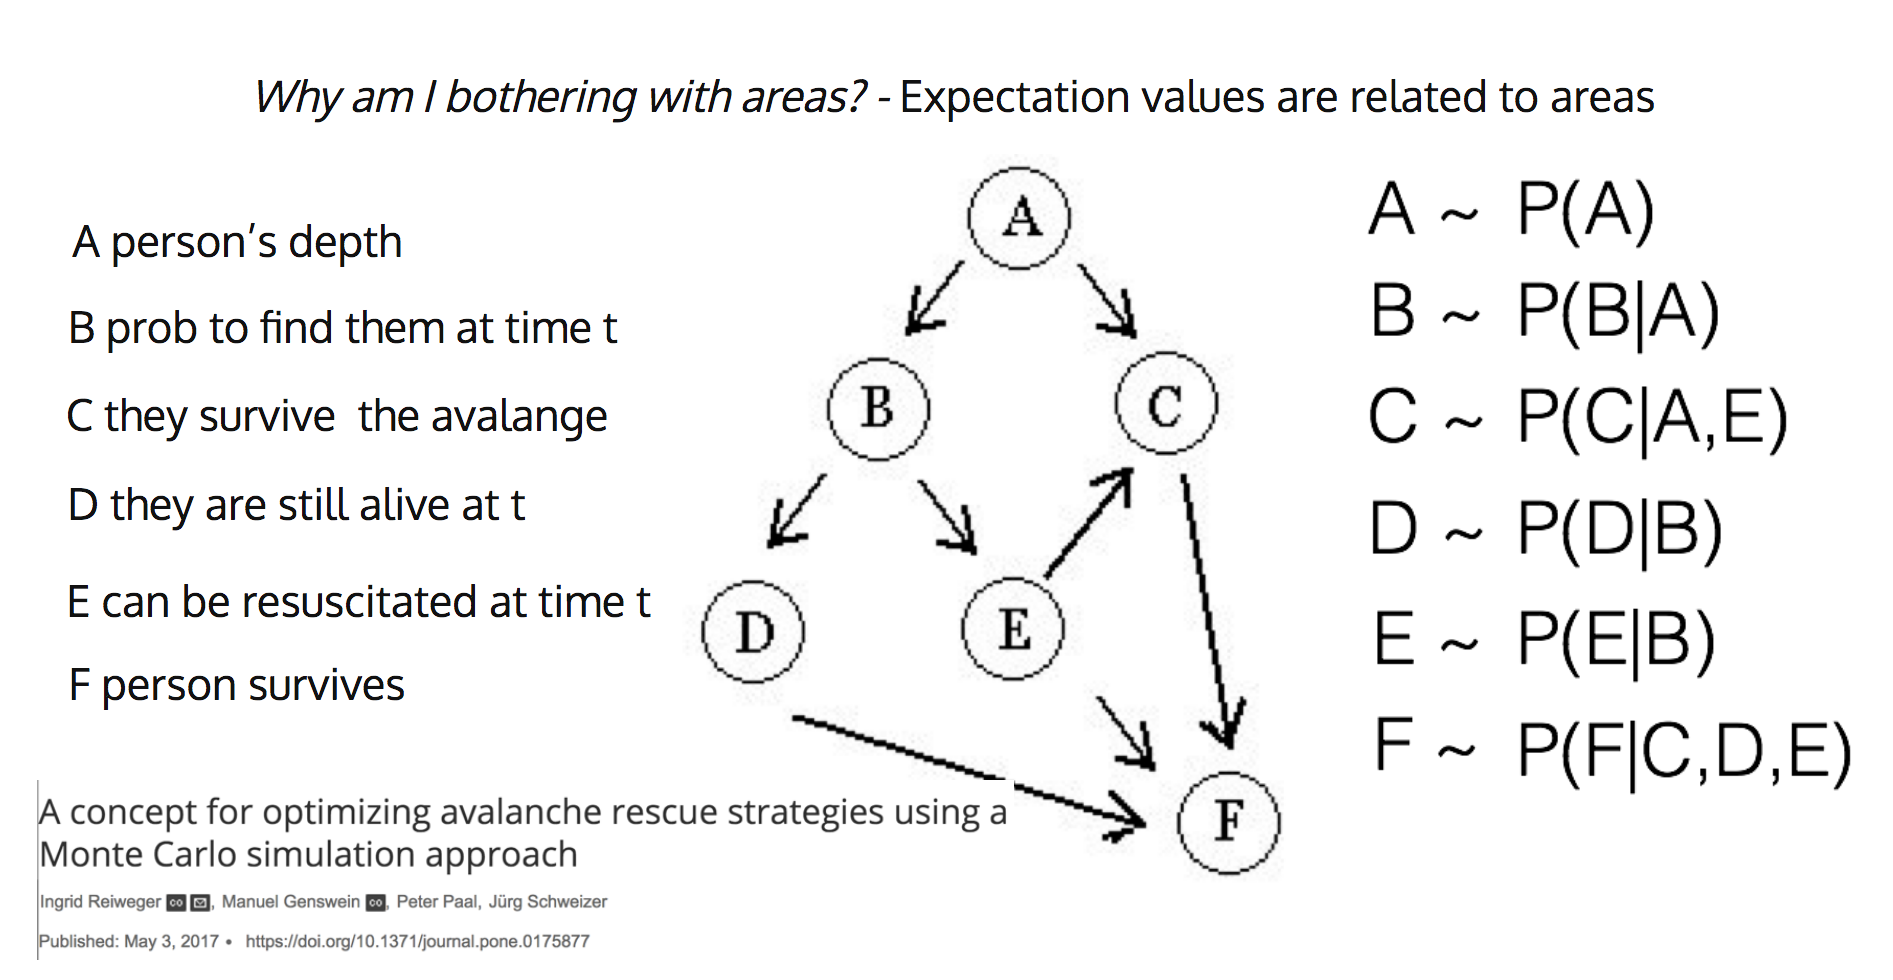 Why am I bothering with areas? - Expectation values are related to areas
A person's depth
B prob to find them at time t
C they survive the avalange
D they are still alive at t
E can be resuscitated at time t
F person survives
A
B
C
D
E
F
A ~ P(A)
B ~ P(B|A)
C ~ P(C|A,E)
D ~ P(D|B)
E ~ P(E|B)
F ~ P(F|C,D,E)
A concept for optimizing avalanche rescue strategies using a
Monte Carlo simulation approach
Ingrid Reiweger co, Manuel Genswein co, Peter Paal, Jürg Schweizer
Published: May 3, 2017 • https://doi.org/10.1371/journal.pone.0175877